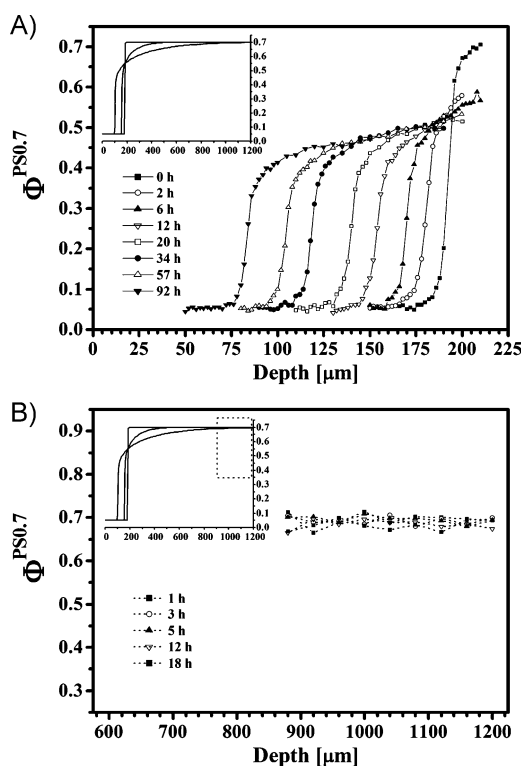 A)
0.7
0.6
0.5
0.4
0.3
0.2
0.1
0.0
Φ^PS0.7
0.7
0.6
0.5
0.4
0.3
0.2
0.1
0.0
0 200 400 600 800 1000 1200
0 h
2 h
6 h
12 h
20 h
34 h
57 h
92 h
0 25 50 75 100 125 150 175 200 225
Depth [μm]
B)
0.9
0.8
0.7
0.6
0.5
0.4
0.3
Φ^PS0.7
0.7
0.6
0.5
0.4
0.3
0.2
0.1
0.0
0 200 400 600 800 1000 1200
1 h
3 h
5 h
12 h
18 h
600 700 800 900 1000 1100 1200
Depth [μm]